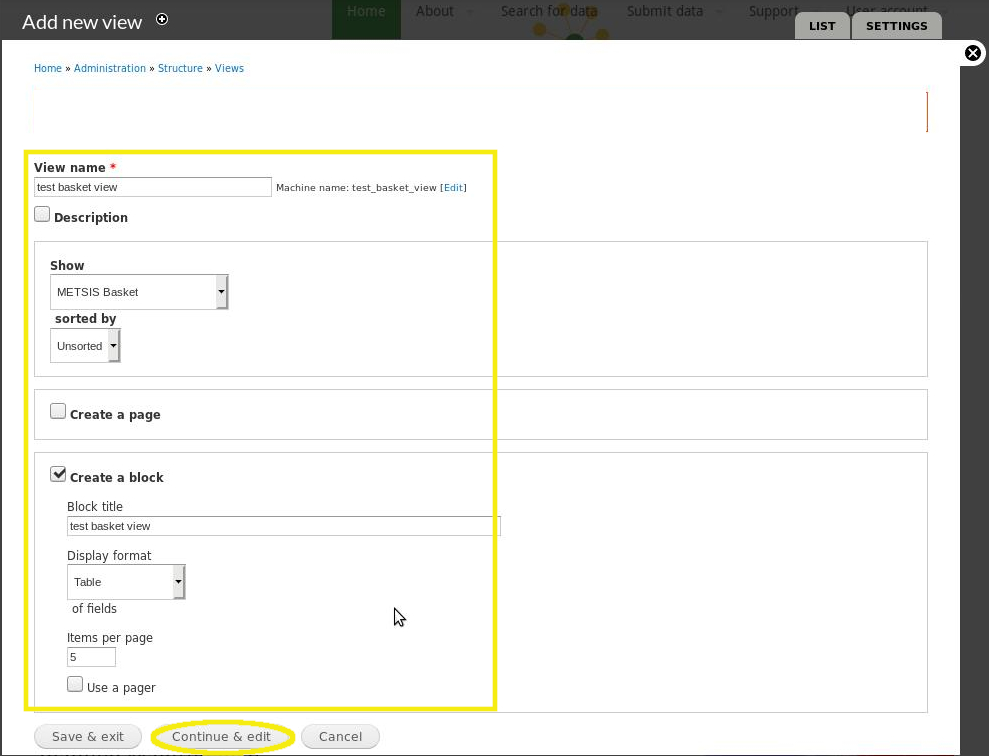 Add new view
Home About Search for data Submit data Support User account
LIST SETTINGS
Home » Administration » Structure » Views
View name *
test basket view Machine name: test_basket_view [Edit]
Description
Show
METSIS Basket
sorted by
Unsorted
Create a page
Create a block
Block title
test basket view
Display format
Table
of fields
Items per page
5
Use a pager
Save & exit Continue & edit Cancel